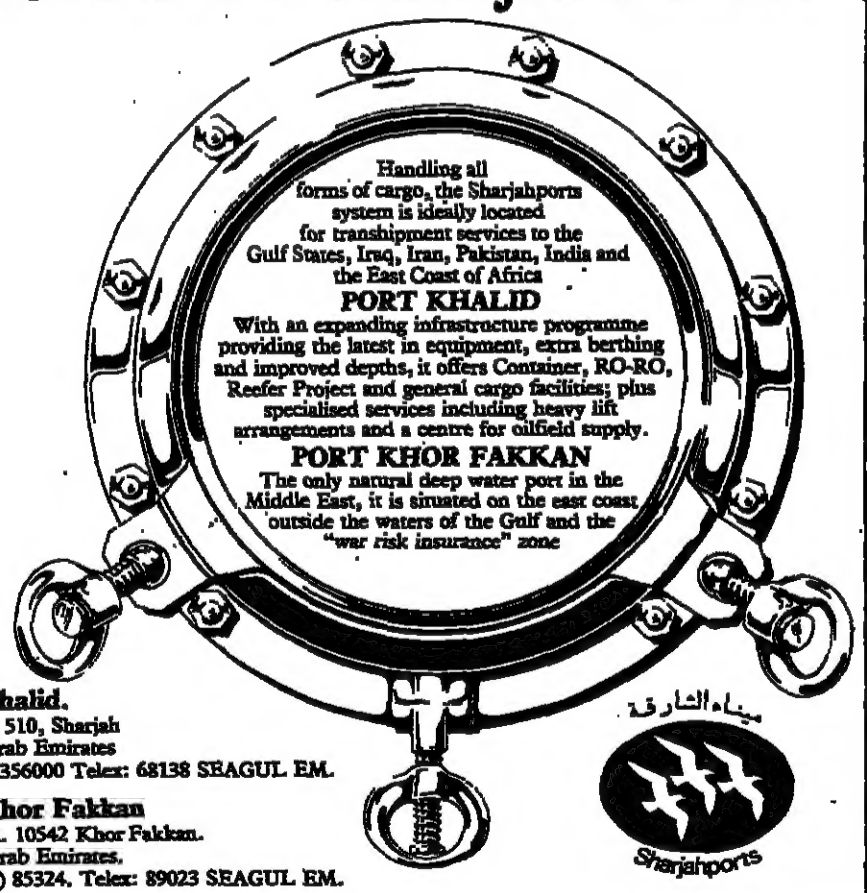 Handling all
forms of cargo, the Sharjahports
system is ideally located
for transhipment services to the
Gulf States, Iraq, Iran, Pakistan, India and
the East Coast of Africa
PORT KHALID
With an expanding infrastructure programme
providing the latest in equipment, extra berthing
and improved depths, it offers Container, RO-RO,
Reefer Project and general cargo facilities; plus
specialised services including heavy lift
arrangements and a centre for oilfield supply.
PORT KHOR FAKKAN
The only natural deep water port in the
Middle East, it is situated on the east coast
outside the waters of the Gulf and the
"war risk insurance" zone
halid.
510, Sharjah
rab Emirates
356000 Telex: 68138 SEAGUL EM.
hor Fakkan
. 10542 Khor Fakkan.
rab Emirates.
) 85324. Telex: 89023 SEAGUL EM.
ميناء الشارقة
Sharjahports